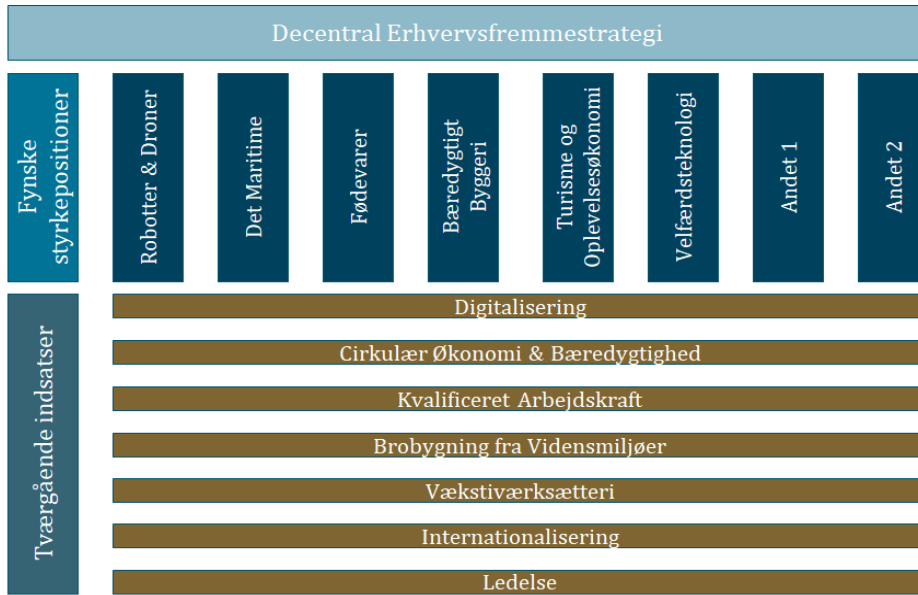 Decentral Erhvervsfremmestrategi
Fynske
styrkepositioner
Robotter & Droner
Det Maritime
Fødevarer
Bæredygtigt
Byggeri
Turisme og
Oplevelsesøkonomi
Velfærdsteknologi
Andet 1
Andet 2
Tværgående indsatser
Digitalisering
Cirkulær Økonomi & Bæredygtighed
Kvalificeret Arbejdskraft
Brobygning fra Vidensmiljøer
Vækstiværksætteri
Internationalisering
Ledelse